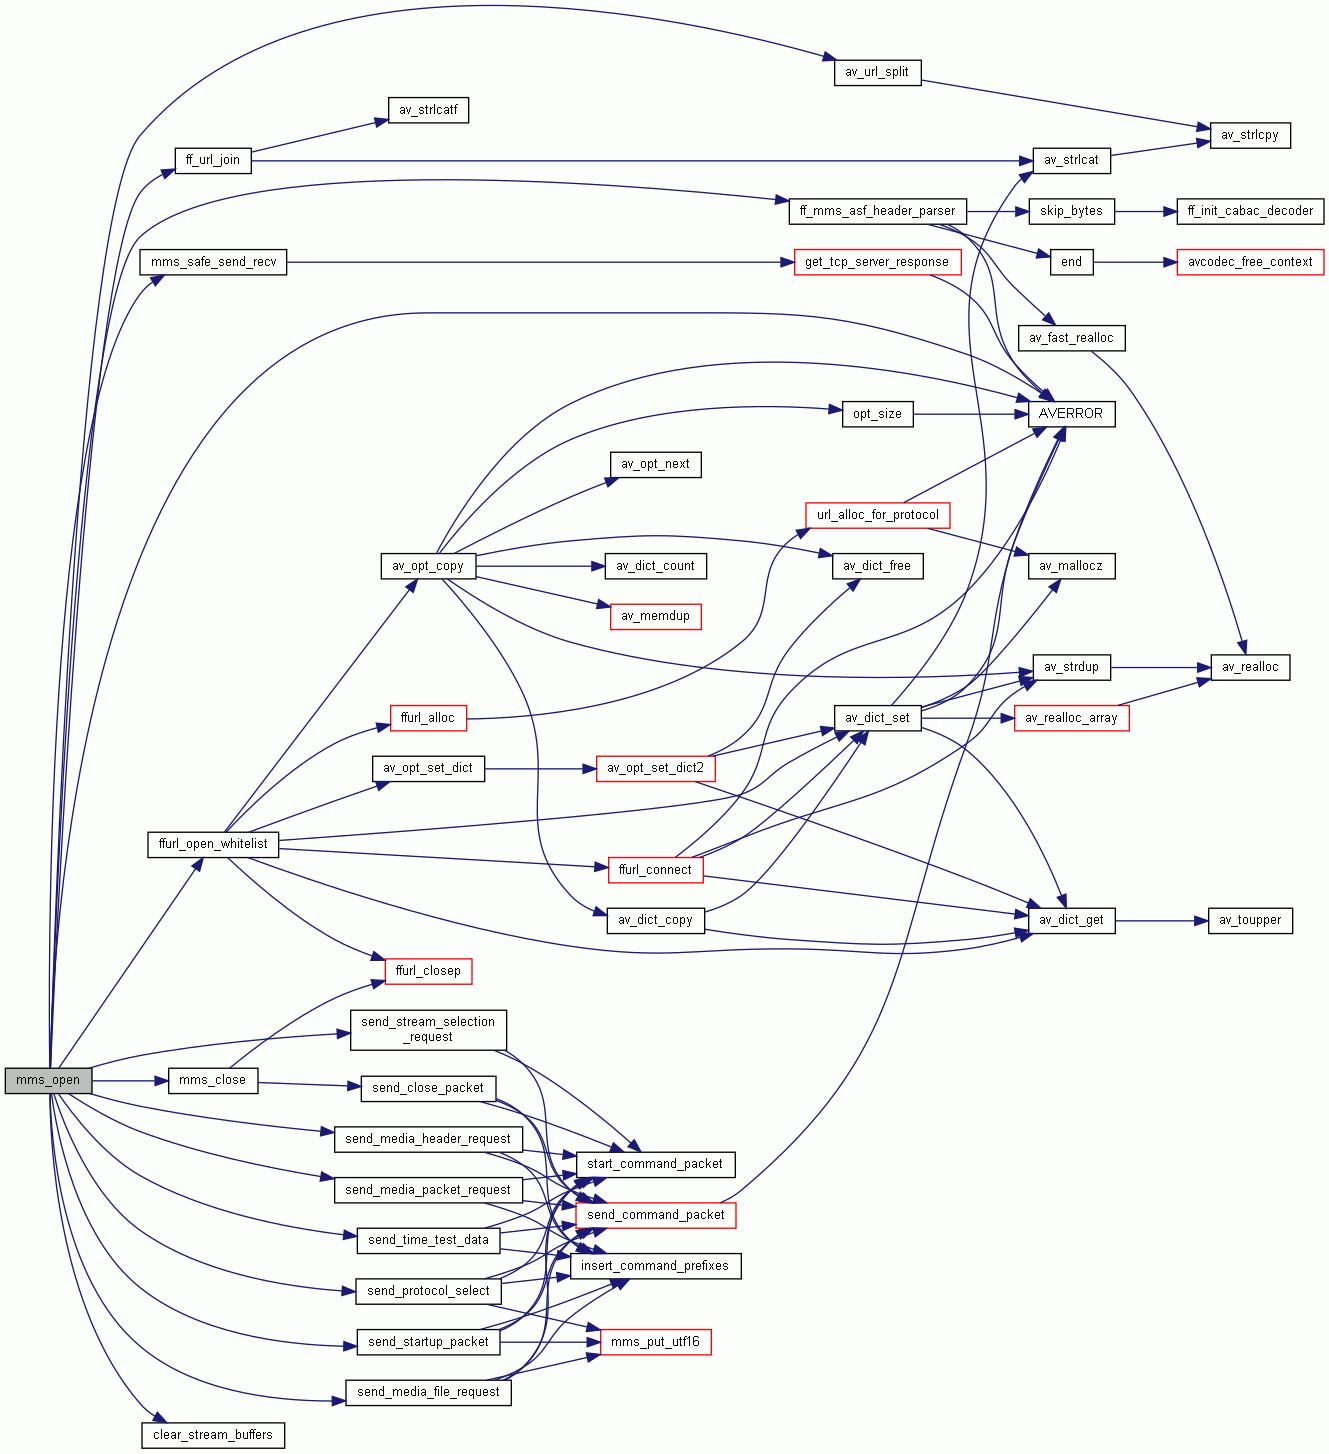 av_url_split
av_strlcatf
av_strlcpy
ff_url_join
av_strlcat
ff_mms_asf_header_parser
skip_bytes
ff_init_cabac_decoder
mms_safe_send_recv
get_tcp_server_response
end
avcodec_free_context
av_fast_realloc
opt_size
AVERROR
av_opt_next
url_alloc_for_protocol
av_opt_copy
av_dict_count
av_dict_free
av_mallocz
av_memdup
av_strdup
av_realloc
ffurl_alloc
av_dict_set
av_realloc_array
av_opt_set_dict
av_opt_set_dict2
ffurl_open_whitelist
ffurl_connect
av_dict_copy
av_dict_get
av_toupper
ffurl_closep
send_stream_selection
_request
mms_open
mms_close
send_close_packet
send_media_header_request
start_command_packet
send_media_packet_request
send_command_packet
send_time_test_data
insert_command_prefixes
send_protocol_select
send_startup_packet
mms_put_utf16
send_media_file_request
clear_stream_buffers